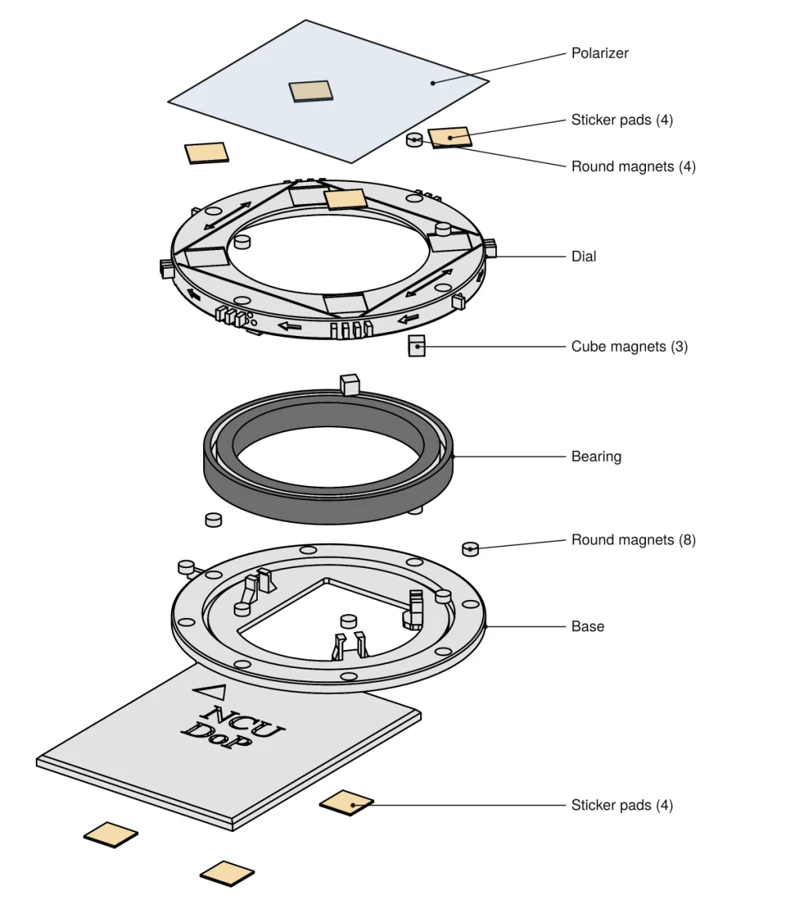 Polarizer
Sticker pads (4)
Round magnets (4)
Dial
Cube magnets (3)
Bearing
Round magnets (8)
Base
NCU
DoP
Sticker pads (4)